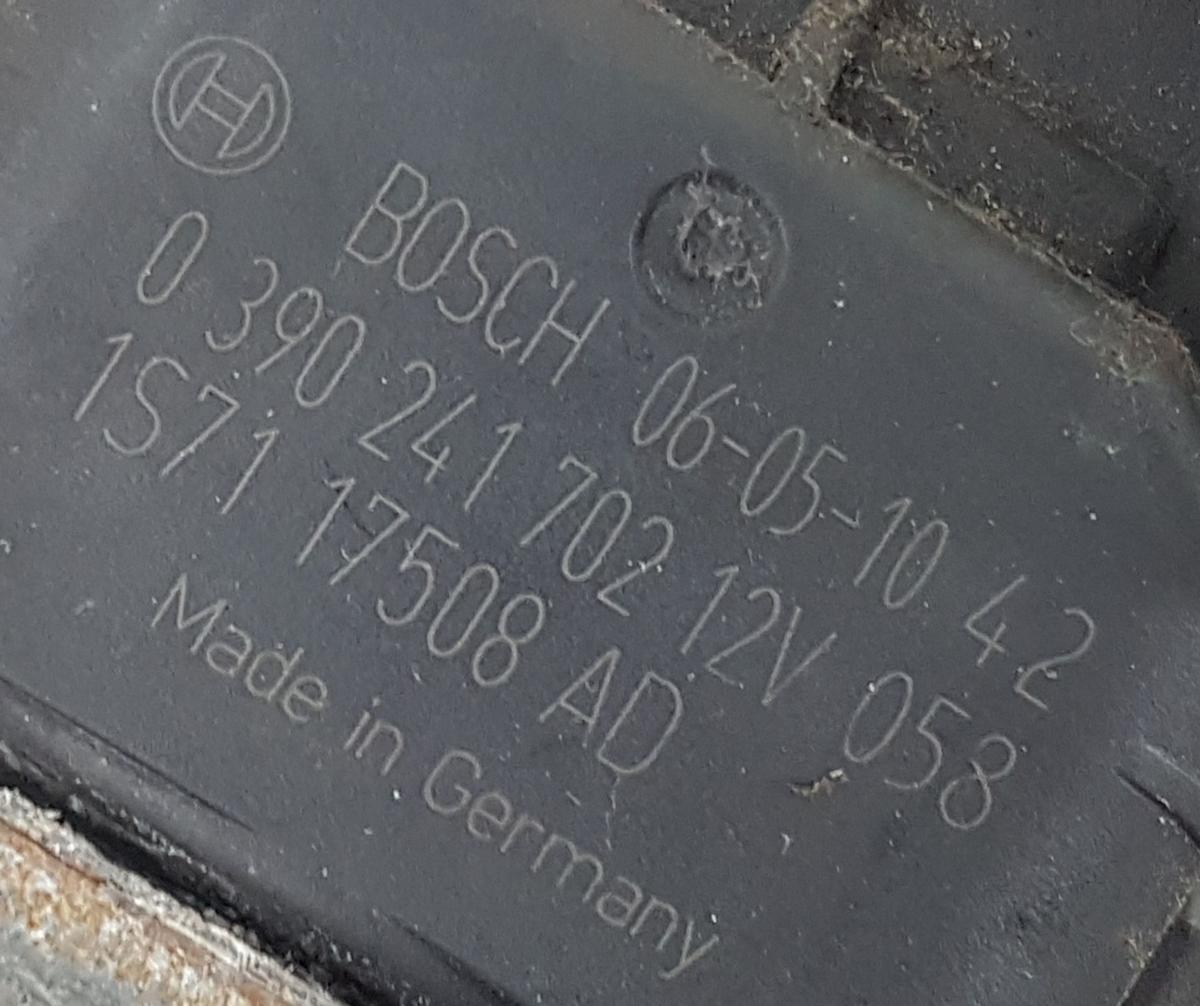 BOSCH 06-05-10 42
0 390 241 702 12V 058
1S71 17508 AD
Made in Germany